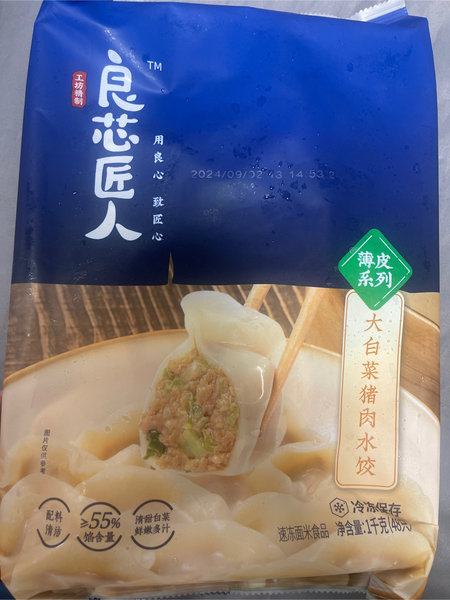 良芯匠人
TM
工坊精制
用良心 致匠心
2024/09/02 43 14 53 2
薄皮
系列
大白菜猪肉水饺
图片仅供参考
配料
清洁
≥55%
馅含量
清甜白菜
鲜嫩多汁
冷冻保存
速冻面米食品
净含量:1千克(48只)